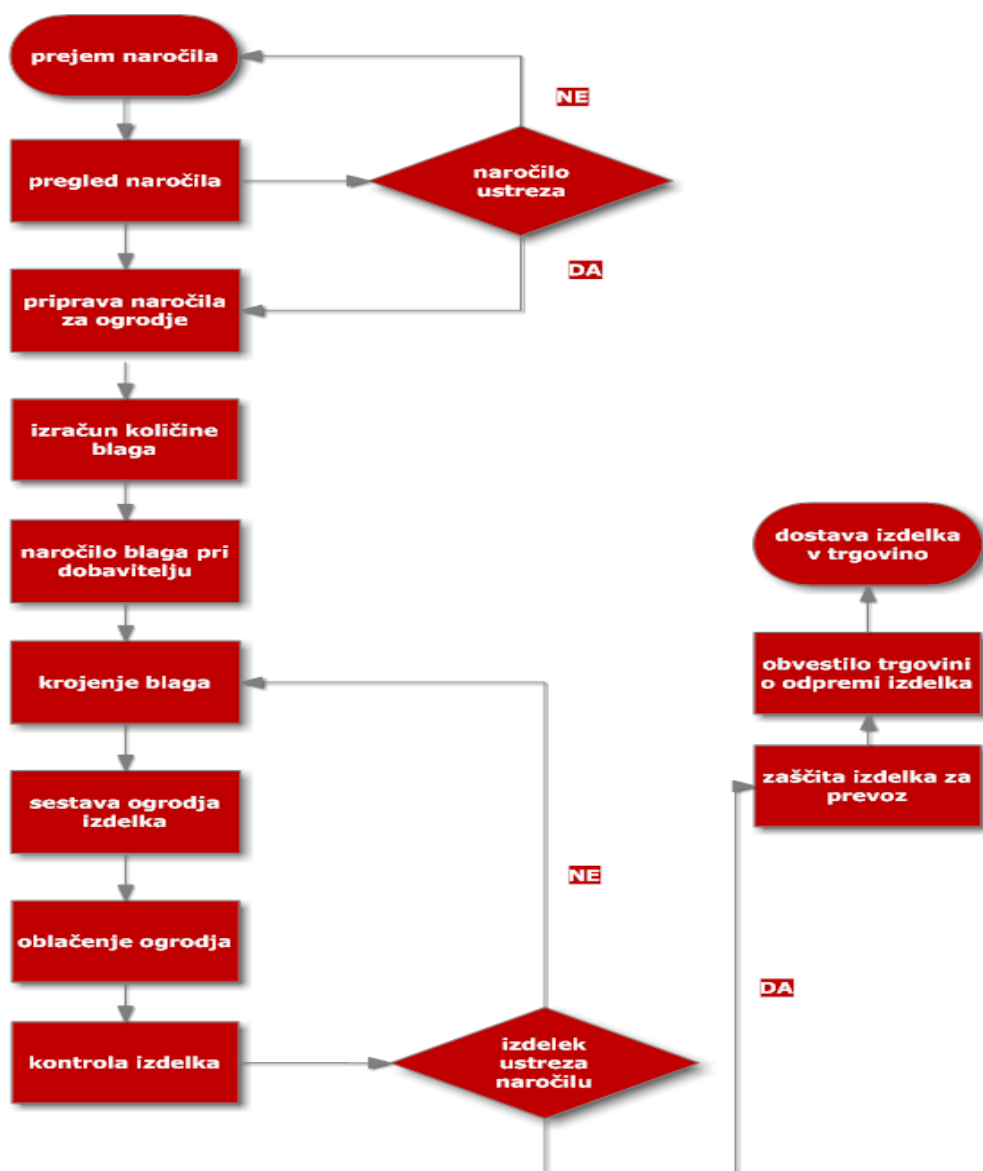 prejem naročila
NE
pregled naročila
naročilo
ustreza
DA
priprava naročila
za ogrodje
izračun količine
blaga
naročilo blaga pri
dobavitelju
krojenje blaga
sestava ogrodja
izdelka
NE
oblačenje ogrodja
kontrola izdelka
izdelek
ustreza
naročilu
DA
zaščita izdelka za
prevoz
obvestilo trgovini
o odpremi izdelka
dostava izdelka
v trgovino